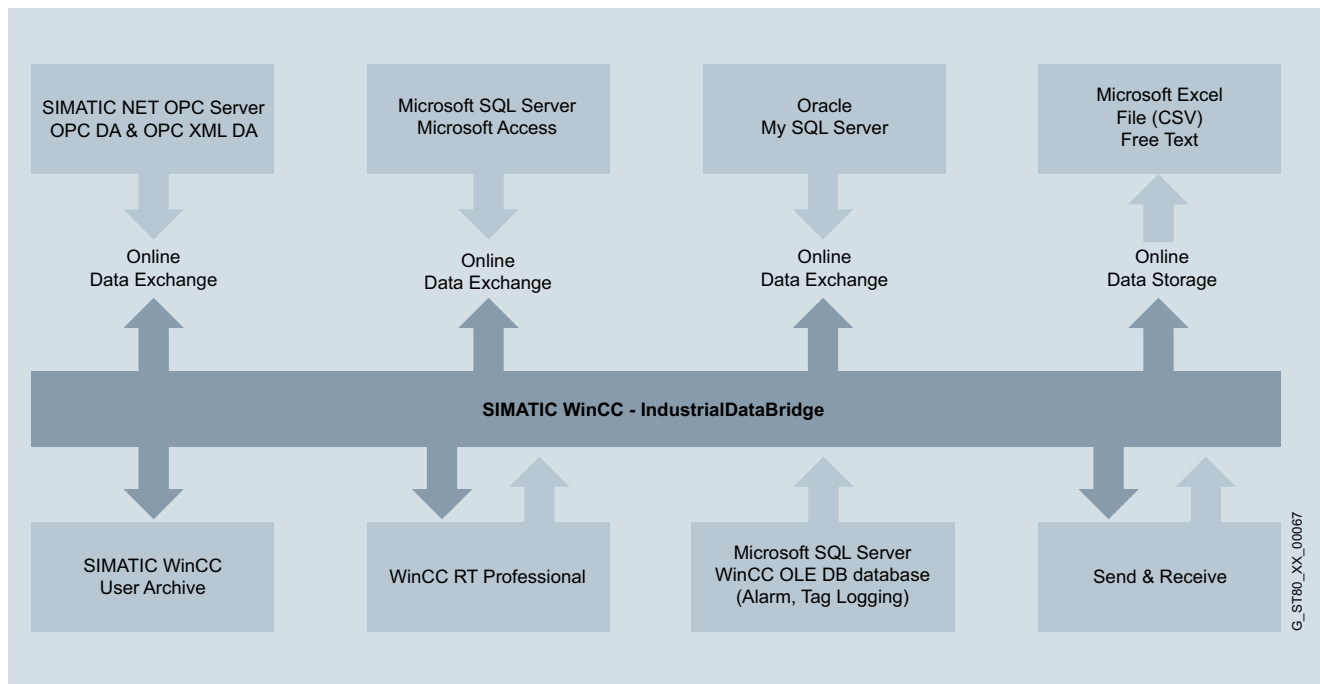 SIMATIC NET OPC Server
OPC DA & OPC XML DA
Microsoft SQL Server
Microsoft Access
Oracle
My SQL Server
Microsoft Excel
File (CSV)
Free Text
Online
Data Exchange
Online
Data Exchange
Online
Data Exchange
Online
Data Storage
SIMATIC WinCC - IndustrialDataBridge
SIMATIC WinCC
User Archive
WinCC RT Professional
Microsoft SQL Server
WinCC OLE DB database
(Alarm, Tag Logging)
Send & Receive
G_ST80_XX_00067